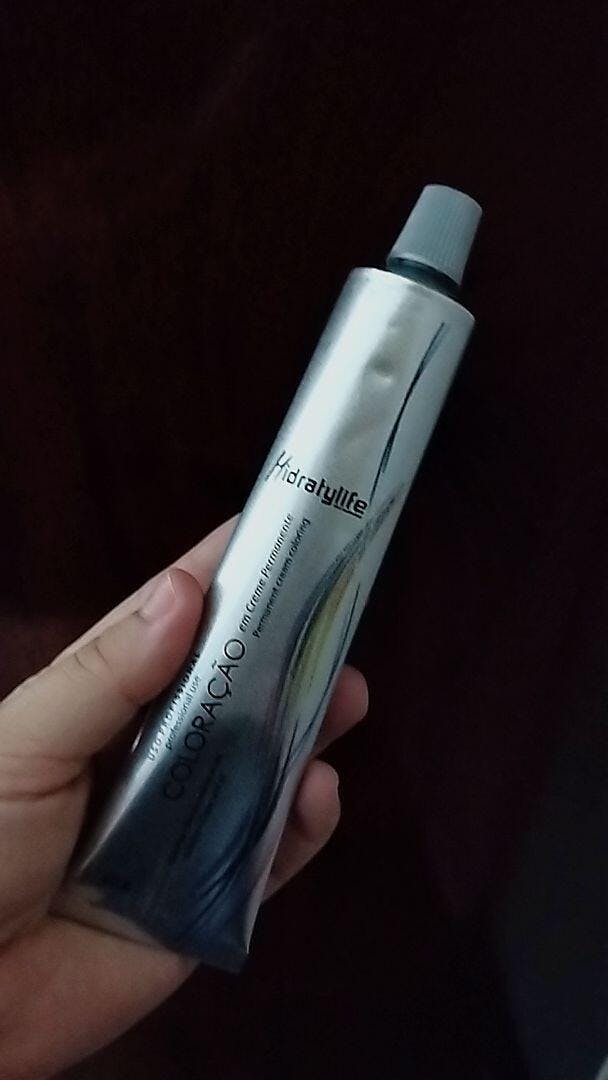 Hidratylife
USO PROFISSIONAL
professional use
COLORAÇÃO
em Creme Permanente
Permanent cream coloring